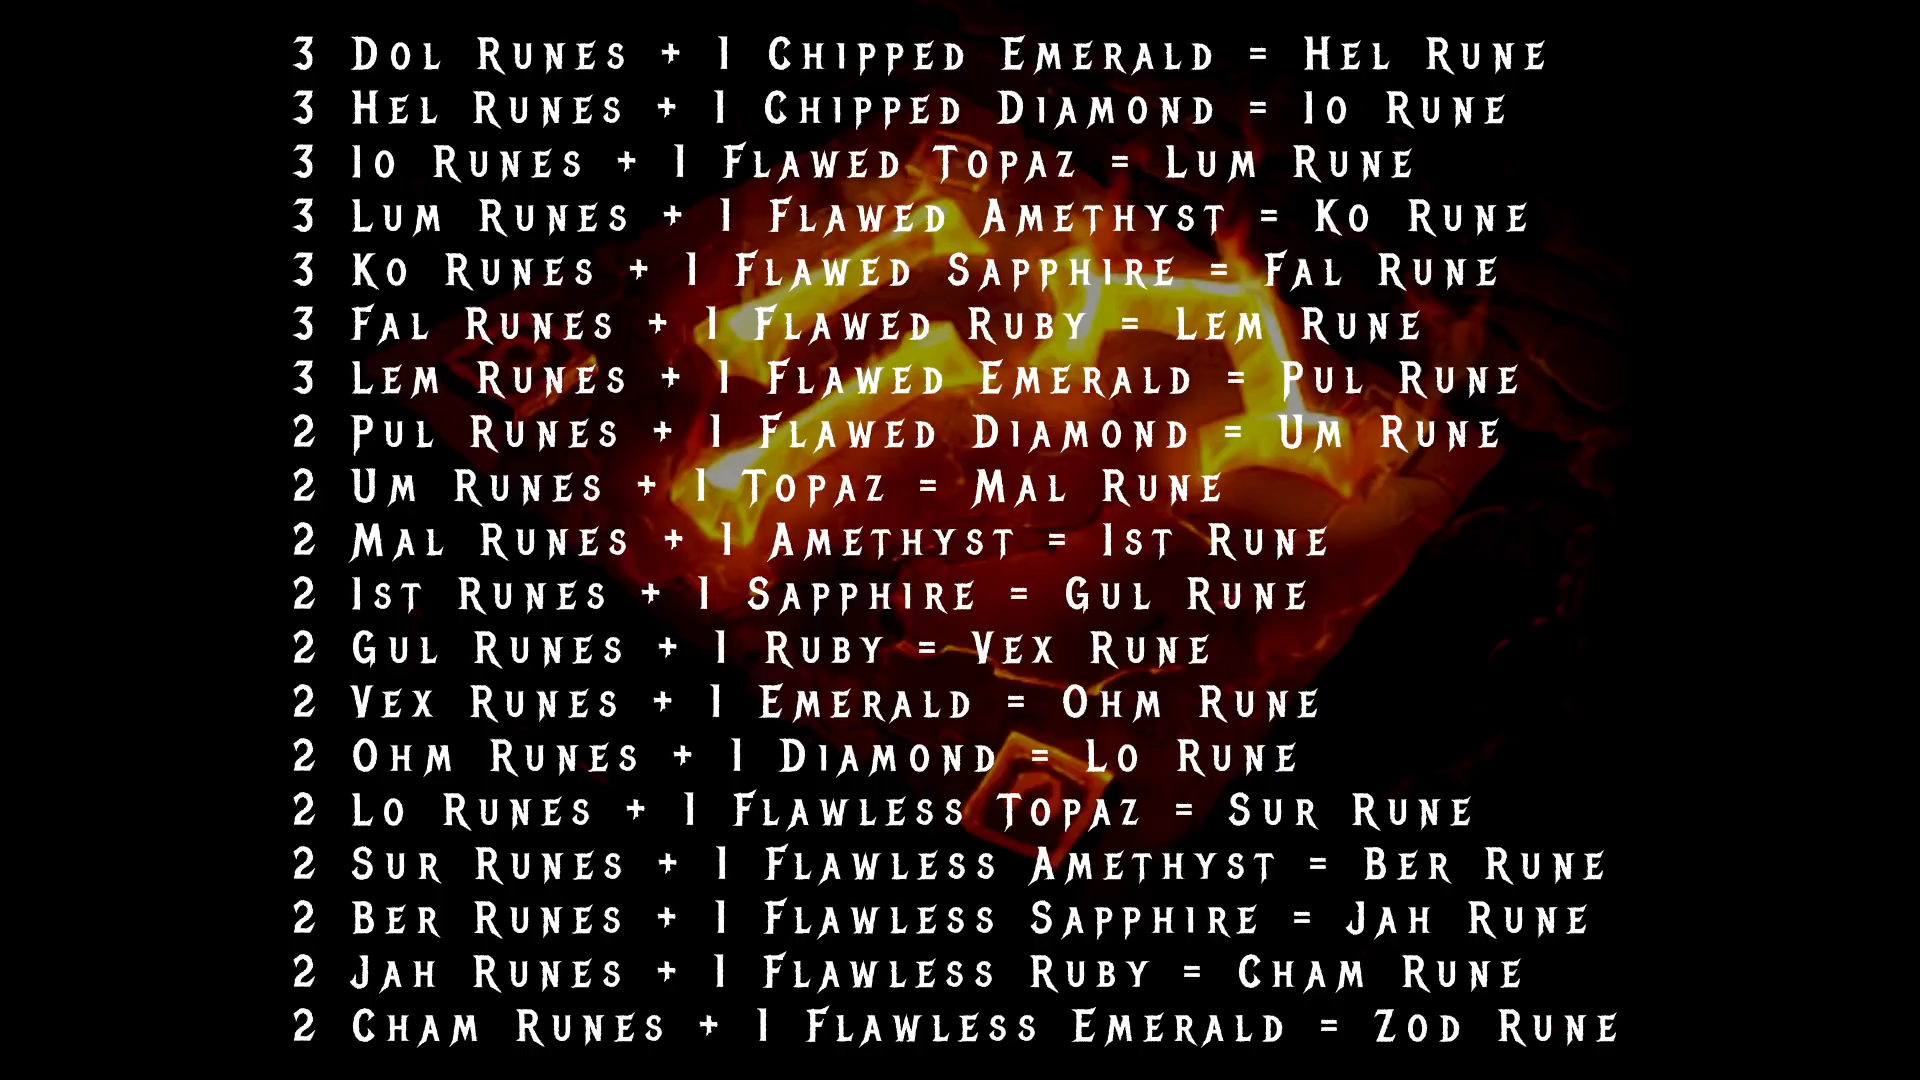 3 Dol Runes + 1 Chipped Emerald = Hel Rune
3 Hel Runes + 1 Chipped Diamond = Io Rune
3 Io Runes + 1 Flawed Topaz = Lum Rune
3 Lum Runes + 1 Flawed Amethyst = Ko Rune
3 Ko Runes + 1 Flawed Sapphire = Fal Rune
3 Fal Runes + 1 Flawed Ruby = Lem Rune
3 Lem Runes + 1 Flawed Emerald = Pul Rune
2 Pul Runes + 1 Flawed Diamond = Um Rune
2 Um Runes + 1 Topaz = Mal Rune
2 Mal Runes + 1 Amethyst = Ist Rune
2 Ist Runes + 1 Sapphire = Gul Rune
2 Gul Runes + 1 Ruby = Vex Rune
2 Vex Runes + 1 Emerald = Ohm Rune
2 Ohm Runes + 1 Diamond = Lo Rune
2 Lo Runes + 1 Flawless Topaz = Sur Rune
2 Sur Runes + 1 Flawless Amethyst = Ber Rune
2 Ber Runes + 1 Flawless Sapphire = Jah Rune
2 Jah Runes + 1 Flawless Ruby = Cham Rune
2 Cham Runes + 1 Flawless Emerald = Zod Rune